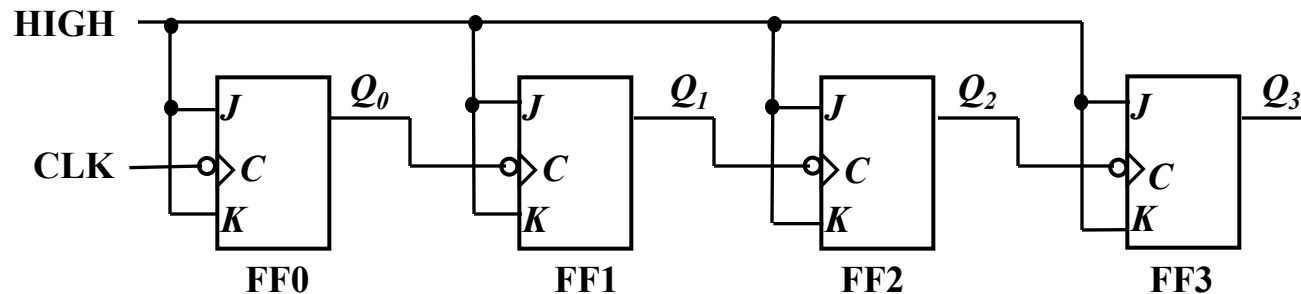 HIGH
Q0 Q1 Q2 Q3
J J J J
CLK C C C C
K K K K
FF0 FF1 FF2 FF3